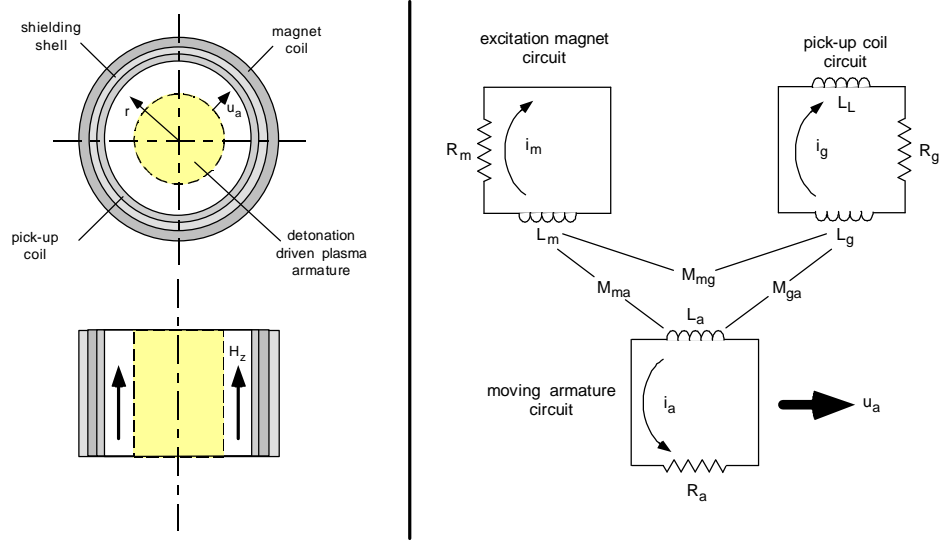 shielding
shell
magnet
coil
r
u_a
pick-up
coil
detonation
driven plasma
armature
H_z
excitation magnet
circuit
R_m
i_m
L_m
pick-up coil
circuit
L_L
i_g
R_g
L_g
M_mg
M_ma
M_ga
L_a
moving armature
circuit
i_a
u_a
R_a